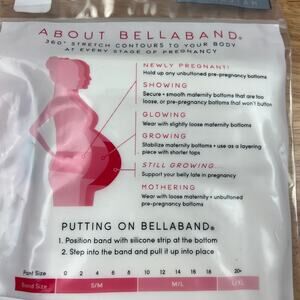 ABOUT BELLABAND®
360° STRETCH CONTOURS TO YOUR BODY
AT EVERY STAGE OF PREGNANCY
NEWLY PREGNANT!
Hold up any unbuttoned pre-pregnancy bottoms
SHOWING
Secure + smooth maternity bottoms that are too
loose, or pre-pregnancy bottoms that won't button
GLOWING
Wear with slightly loose maternity bottoms
GROWING
Stabilize maternity bottoms + use as a layering
piece with shorter tops
STILL GROWING...
Support your belly late in pregnancy
MOTHERING
Wear with loose maternity + unbuttoned
pre-pregnancy bottoms
PUTTING ON BELLABAND®
1. Position band with silicone strip at the bottom
2. Step into the band and pull it up into place
Pant Size 0 2 4 6 8 10 12 14 16 18 20+
Band Size S/M M/L L/XL